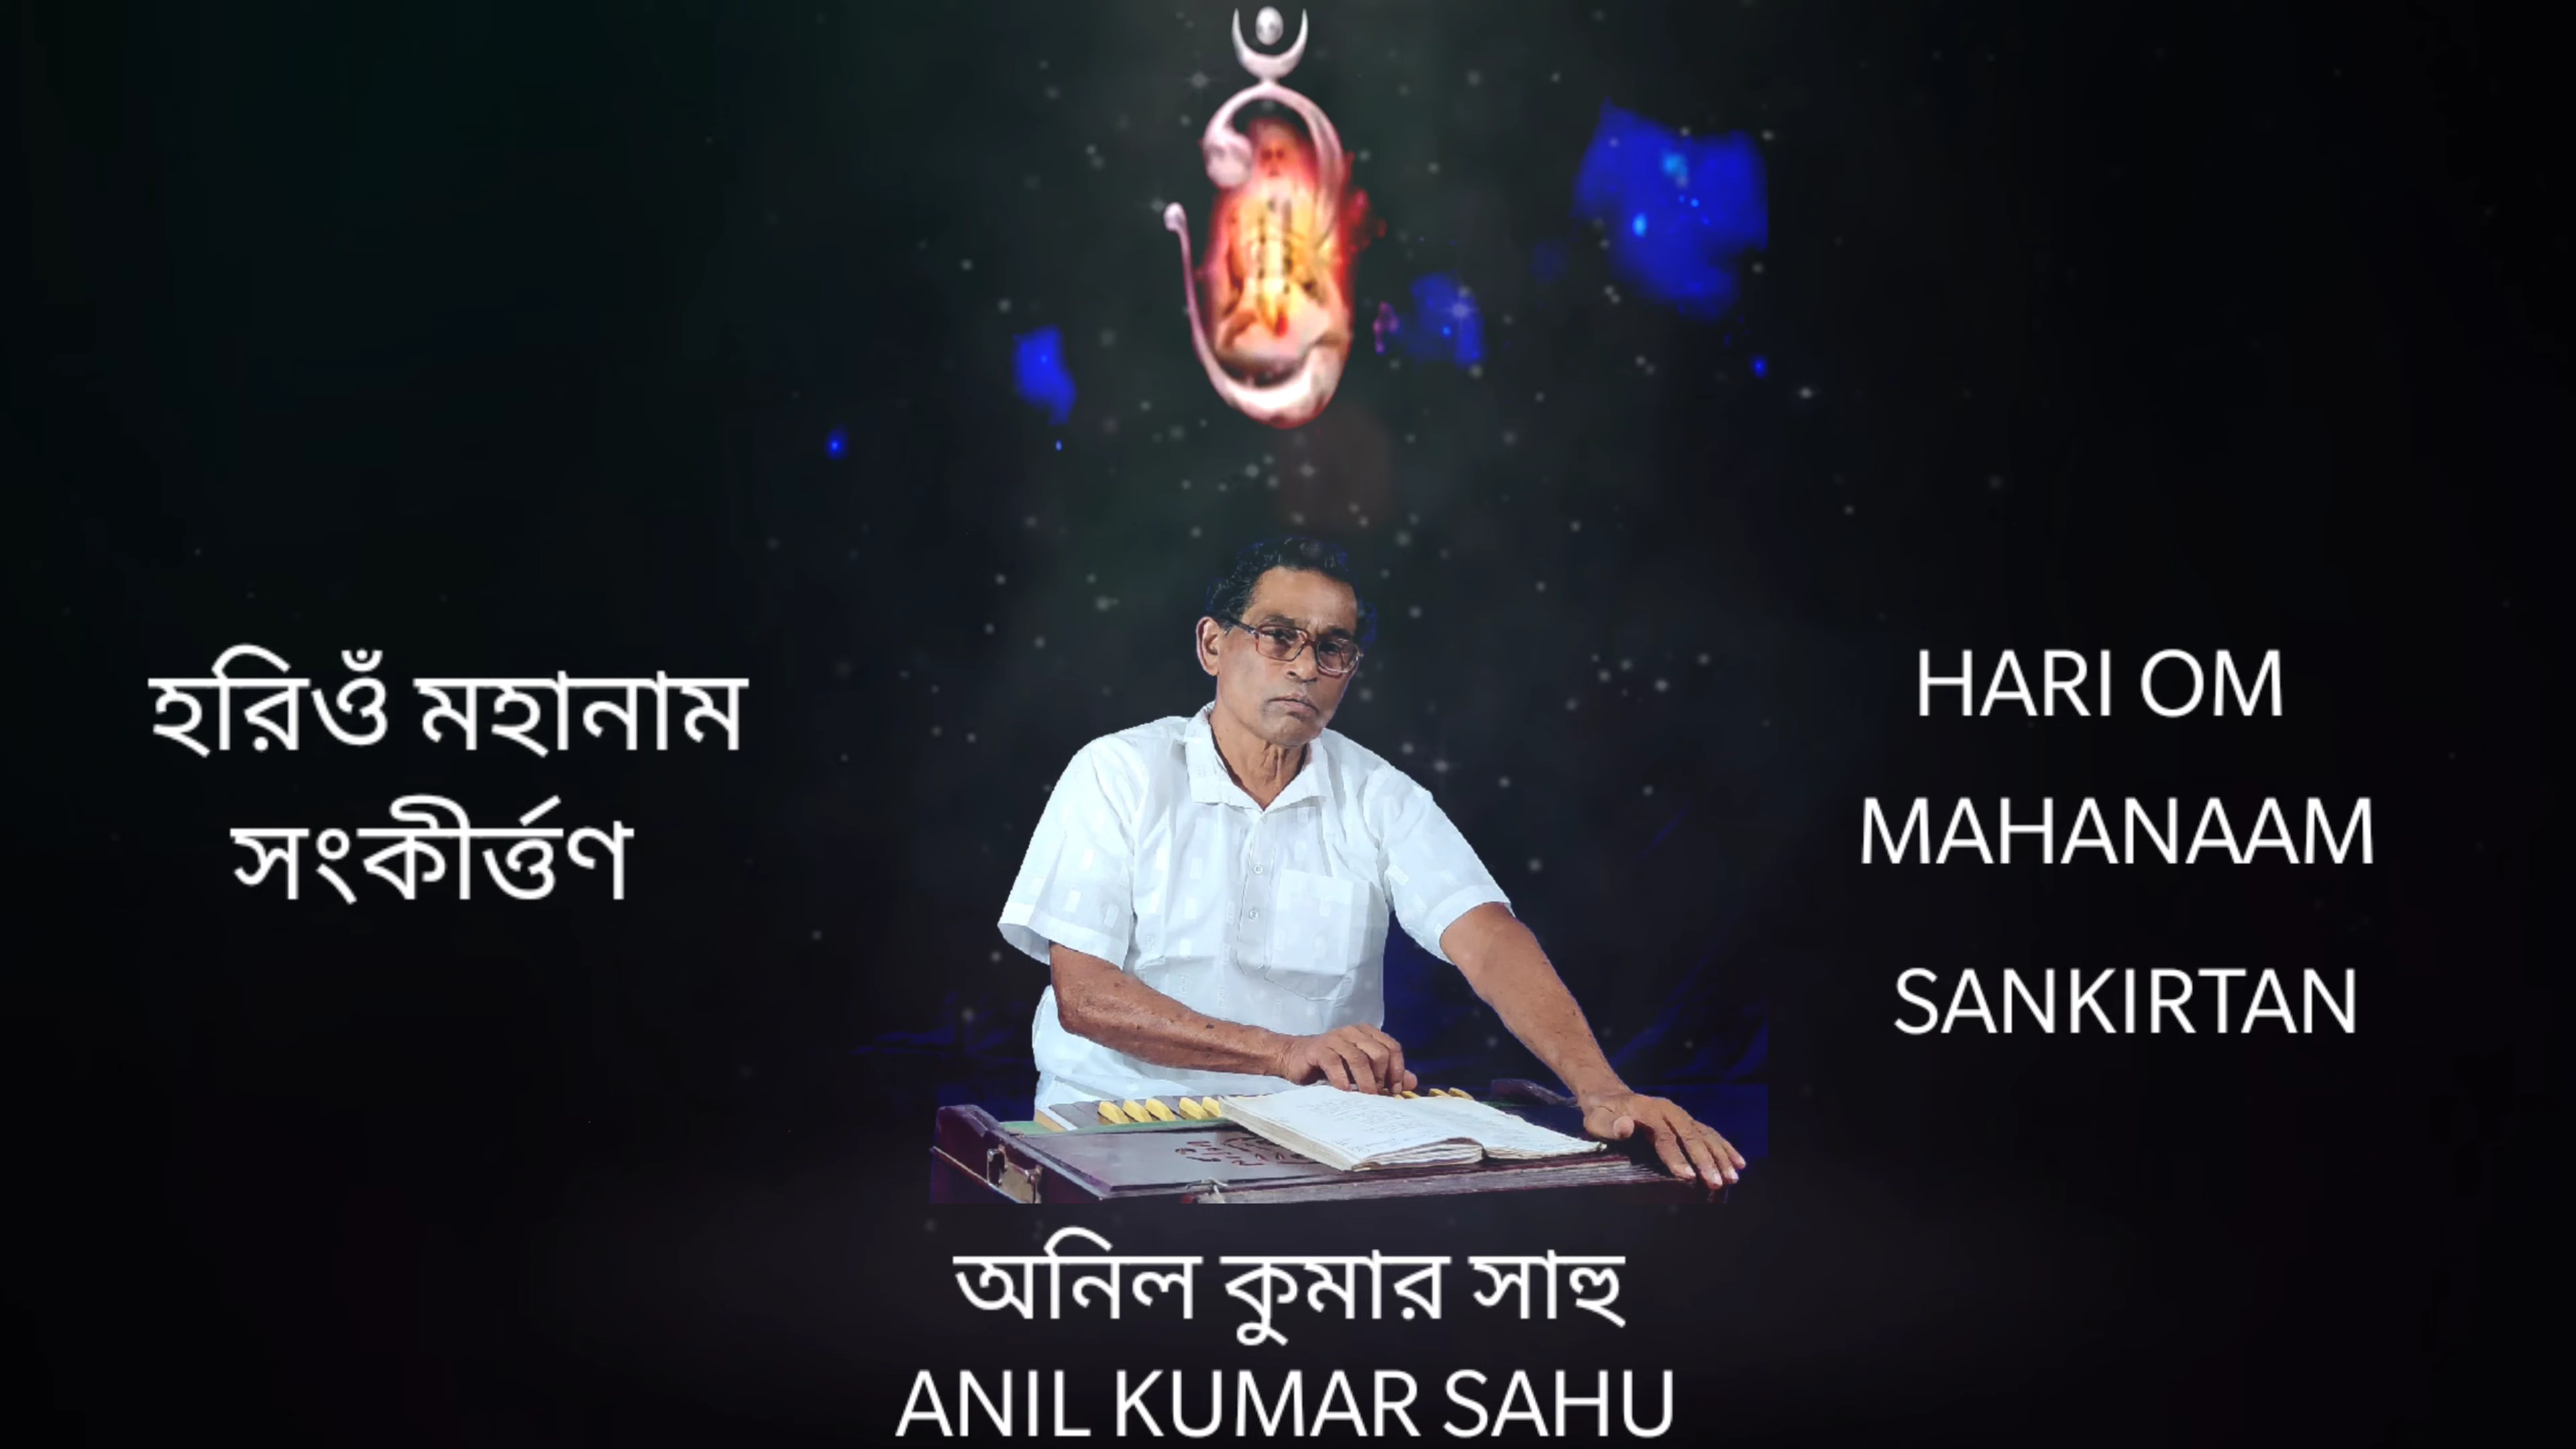 হরিওঁ মহানাম
সংকীর্ত্তণ
HARI OM
MAHANAAM
SANKIRTAN
অনিল কুমার সাহু
ANIL KUMAR SAHU